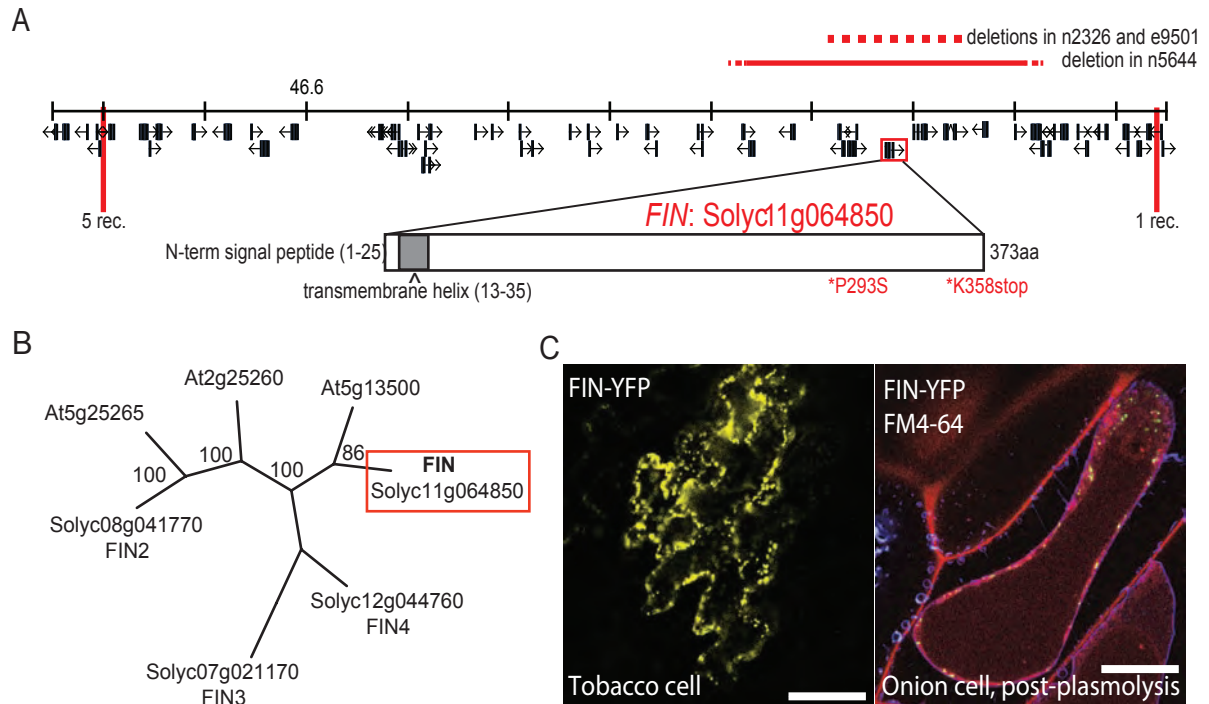 A
deletions in n2326 and e9501
deletion in n5644
46.6
5 rec.
1 rec.
FIN: Solyc11g064850
N-term signal peptide (1-25)
373aa
^
transmembrane helix (13-35)
*P293S
*K358stop
B
At2g25260
At5g13500
At5g25265
100
100
100
86
FIN
Solyc11g064850
Solyc08g041770
FIN2
Solyc12g044760
FIN4
Solyc07g021170
FIN3
C
FIN-YFP
Tobacco cell
FIN-YFP
FM4-64
Onion cell, post-plasmolysis